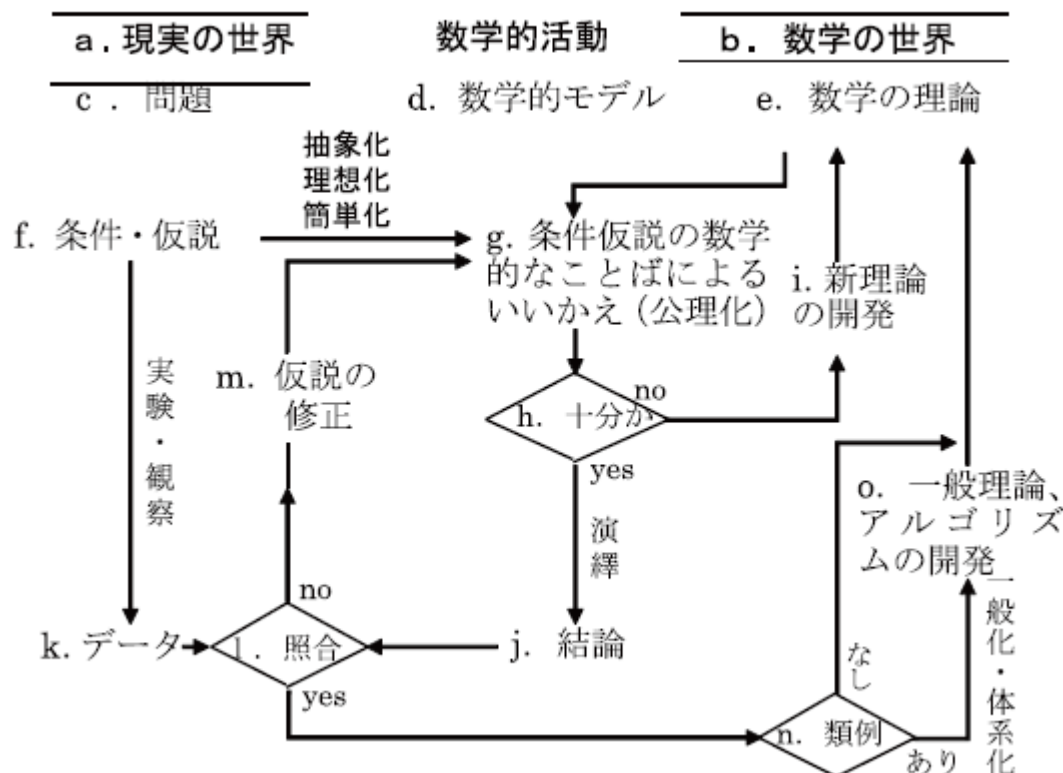 a.現実の世界
数学的活動
b. 数学の世界
c . 問題
d. 数学的モデル
e. 数学の理論
抽象化
理想化
簡単化
f. 条件・仮説
g. 条件仮説の数学
的なことばによる
いいかえ（公理化）
i.新理論
の開発
実験・観察
m. 仮説の
修正
h. 十分か
no
yes
演繹
o. 一般理論、
アルゴリズ
ムの開発
一般化・体系化
no
k.データ
l . 照合
j. 結論
yes
なし
n. 類例
あり